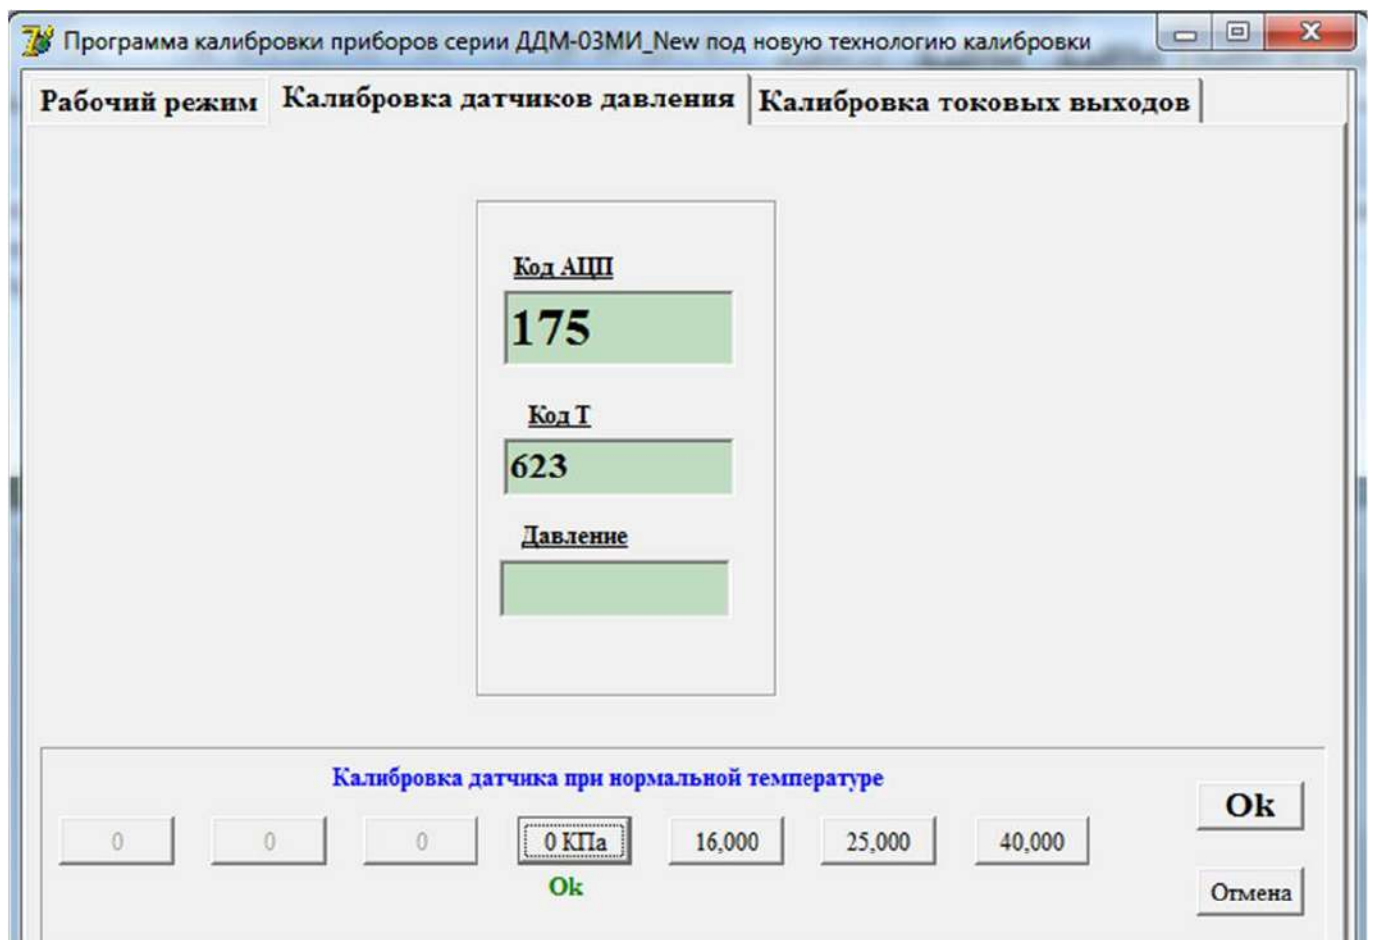 Программа калибровки приборов серии ДДМ-03МИ_New под новую технологию калибровки
Рабочий режим Калибровка датчиков давления Калибровка токовых выходов
Код АЦП
175
Код Т
623
Давление
Калибровка датчика при нормальной температуре
Ok
0 0 0 0 КПа 16,000 25,000 40,000
Ok
Отмена